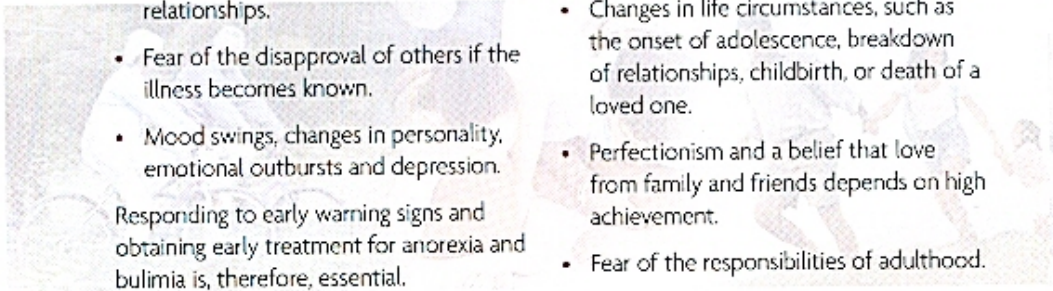 relationships.
• Fear of the disapproval of others if the
illness becomes known.
• Mood swings, changes in personality,
emotional outbursts and depression.
Responding to early warning signs and
obtaining early treatment for anorexia and
bulimia is, therefore, essential.
• Changes in life circumstances, such as
the onset of adolescence, breakdown
of relationships, childbirth, or death of a
loved one.
• Perfectionism and a belief that love
from family and friends depends on high
achievement.
• Fear of the responsibilities of adulthood.